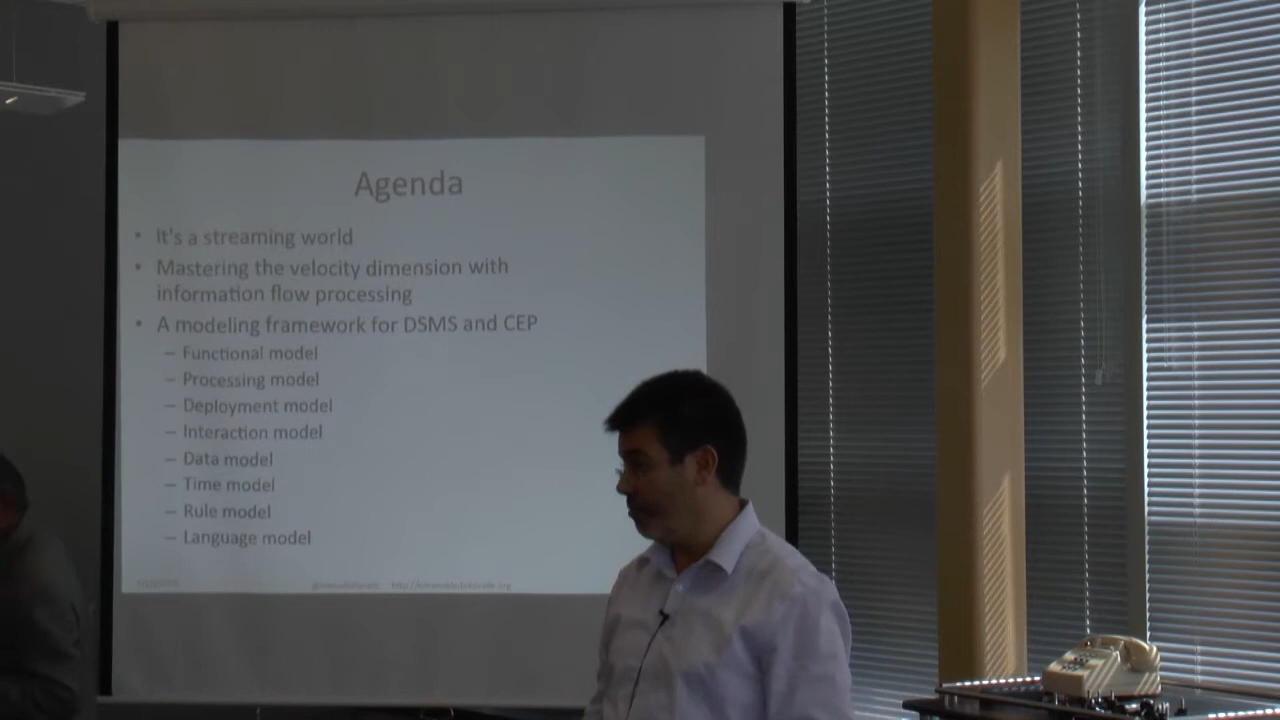 Agenda
• It's a streaming world
• Mastering the velocity dimension with
information flow processing
• A modeling framework for DSMS and CEP
– Functional model
– Processing model
– Deployment model
– Interaction model
– Data model
– Time model
– Rule model
– Language model